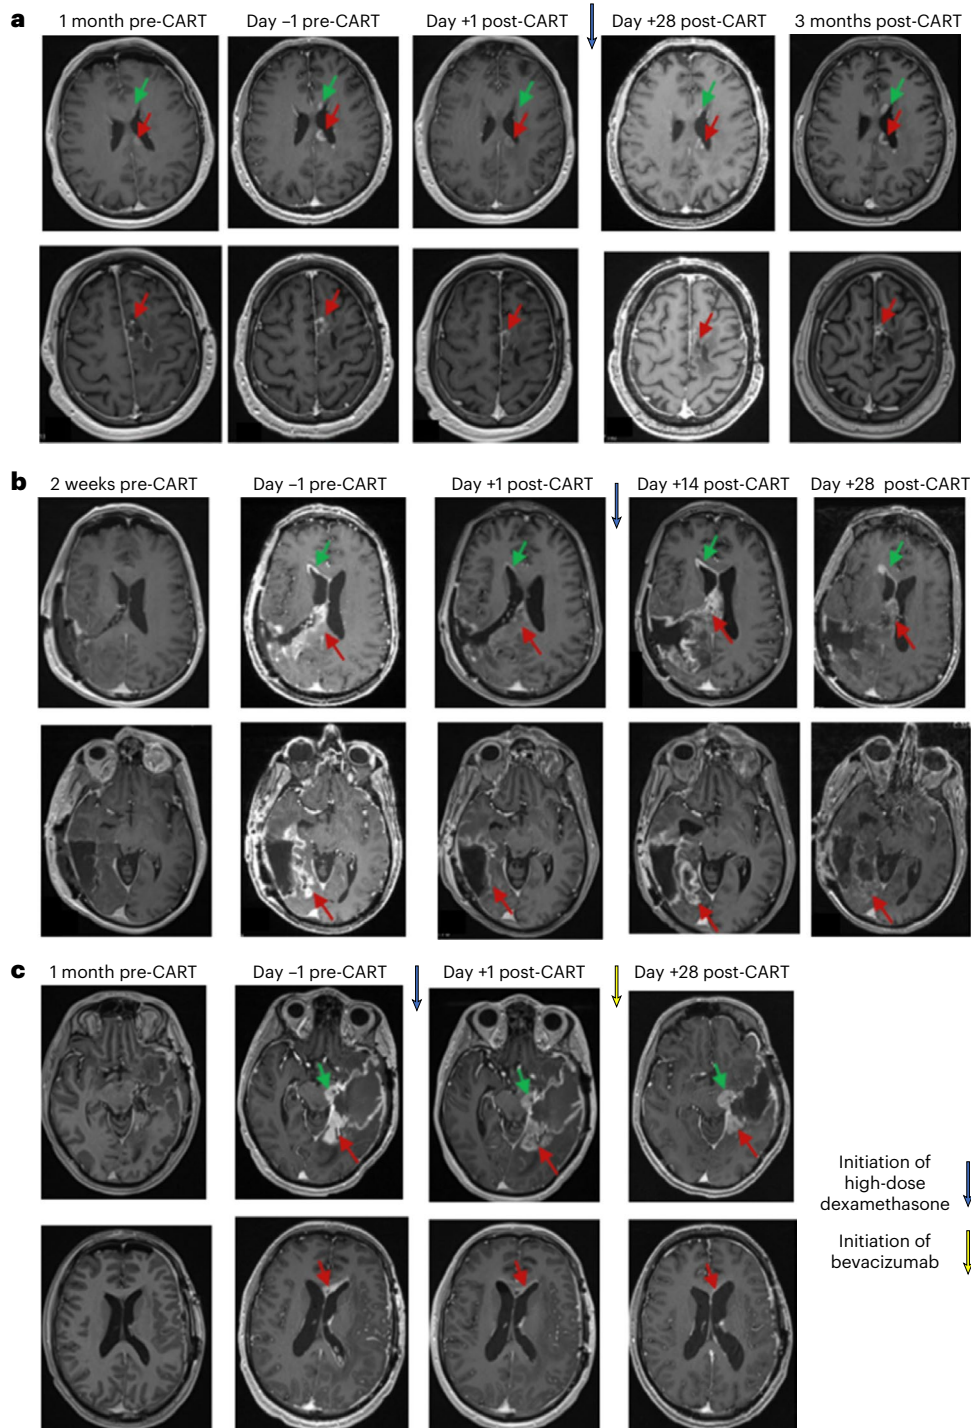 a
1 month pre-CART
Day –1 pre-CART
Day +1 post-CART
Day +28 post-CART
3 months post-CART
b
2 weeks pre-CART
Day –1 pre-CART
Day +1 post-CART
Day +14 post-CART
Day +28 post-CART
c
1 month pre-CART
Day –1 pre-CART
Day +1 post-CART
Day +28 post-CART
Initiation of
high-dose
dexamethasone
Initiation of
bevacizumab